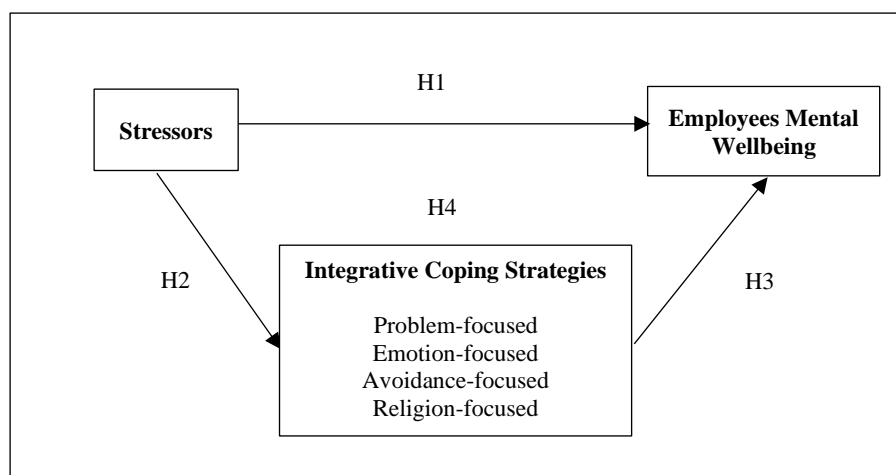 H1
Stressors
Employees Mental
Wellbeing
H4
H2
Integrative Coping Strategies
H3
Problem-focused
Emotion-focused
Avoidance-focused
Religion-focused